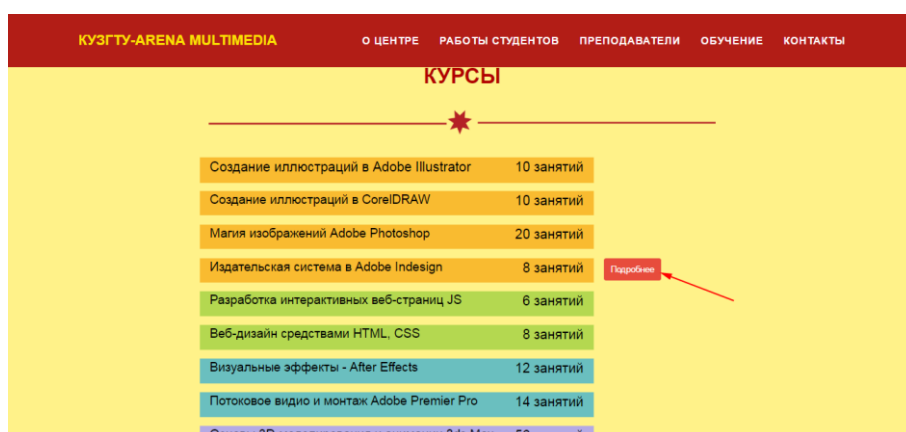 КУЗГТУ-ARENA MULTIMEDIA О ЦЕНТРЕ РАБОТЫ СТУДЕНТОВ ПРЕПОДАВАТЕЛИ ОБУЧЕНИЕ КОНТАКТЫ
КУРСЫ
Создание иллюстраций в Adobe Illustrator 10 занятий
Создание иллюстраций в CorelDRAW 10 занятий
Магия изображений Adobe Photoshop 20 занятий
Издательская система в Adobe Indesign 8 занятий Подробнее
Разработка интерактивных веб-страниц JS 6 занятий
Веб-дизайн средствами HTML, CSS 8 занятий
Визуальные эффекты - After Effects 12 занятий
Потоковое видио и монтаж Adobe Premier Pro 14 занятий